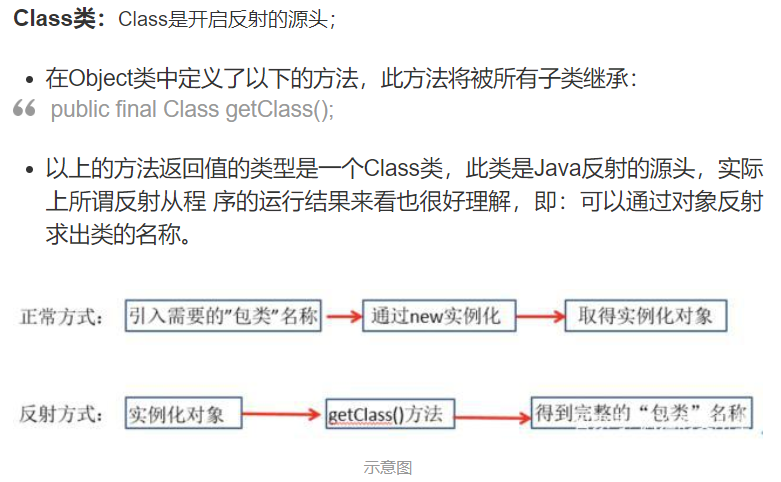 Class类：Class是开启反射的源头；
在Object类中定义了以下的方法，此方法将被所有子类继承：
public final Class getClass();
以上的方法返回值的类型是一个Class类，此类是Java反射的源头，实际
上所谓反射从程 序的运行结果来看也很好理解，即：可以通过对象反射
求出类的名称。
正常方式： 引入需要的”包类”名称 通过new实例化 取得实例化对象
反射方式： 实例化对象 getClass()方法 得到完整的“包类”名称
示意图